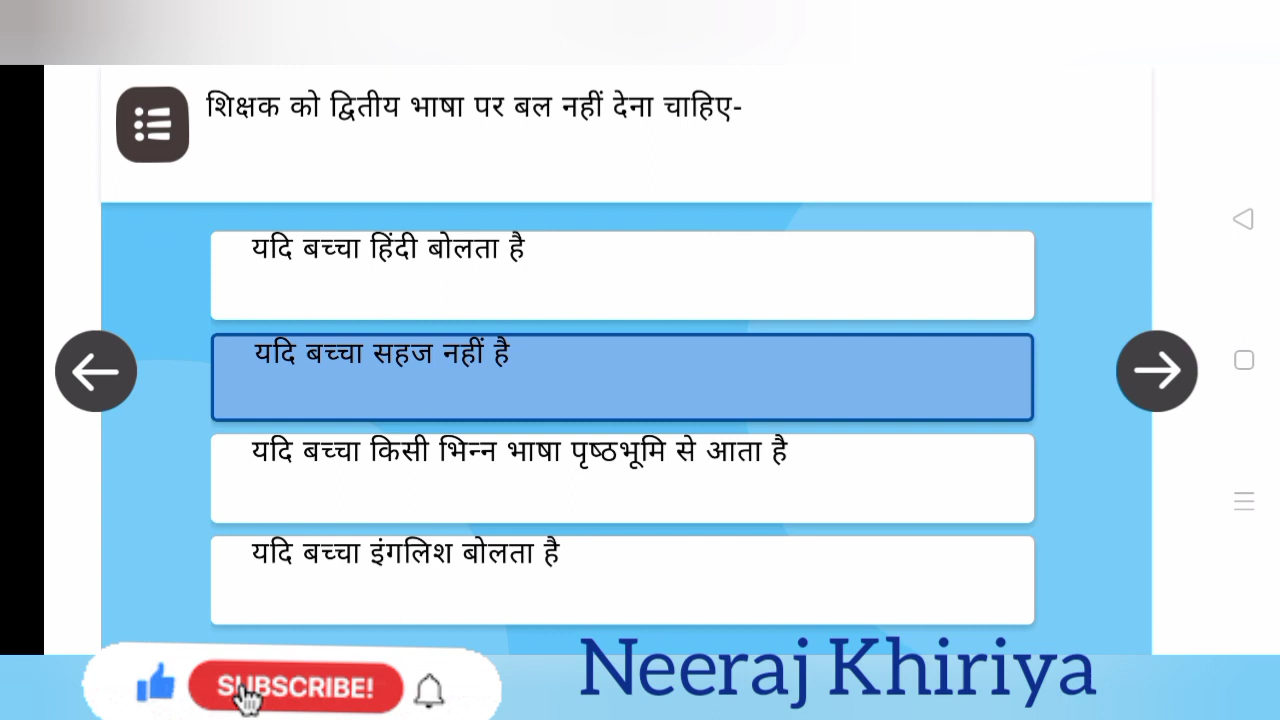 शिक्षक को द्वितीय भाषा पर बल नहीं देना चाहिए-
यदि बच्चा हिंदी बोलता है
यदि बच्चा सहज नहीं है
यदि बच्चा किसी भिन्न भाषा पृष्ठभूमि से आता है
यदि बच्चा इंगलिश बोलता है
SUBSCRIBE!
Neeraj Khiriya